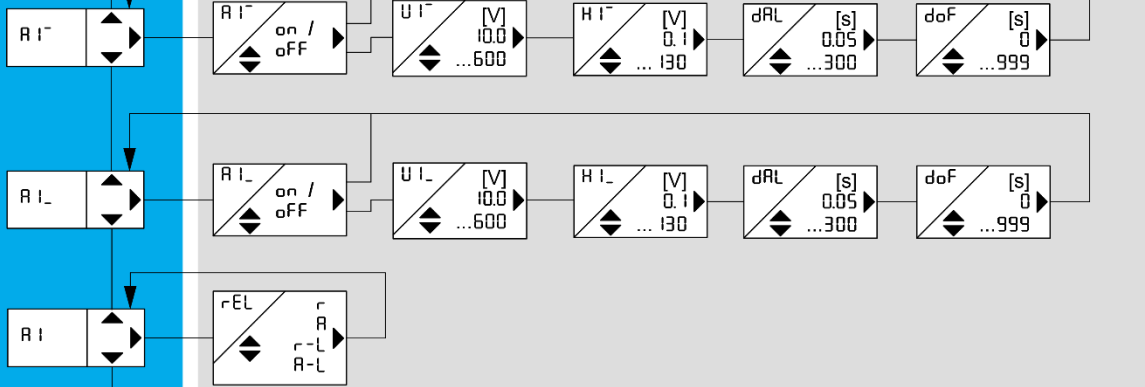 A1¯
A1¯
on /
oFF
U1¯
[V]
10.0
...600
H1¯
[V]
0.1
... 130
dAL
[s]
0.05
...300
doF
[s]
0
...999
A1_
A1_
on /
oFF
U1_
[V]
10.0
...600
H1_
[V]
0.1
... 130
dAL
[s]
0.05
...300
doF
[s]
0
...999
A1
rEL
r
A
r-L
A-L